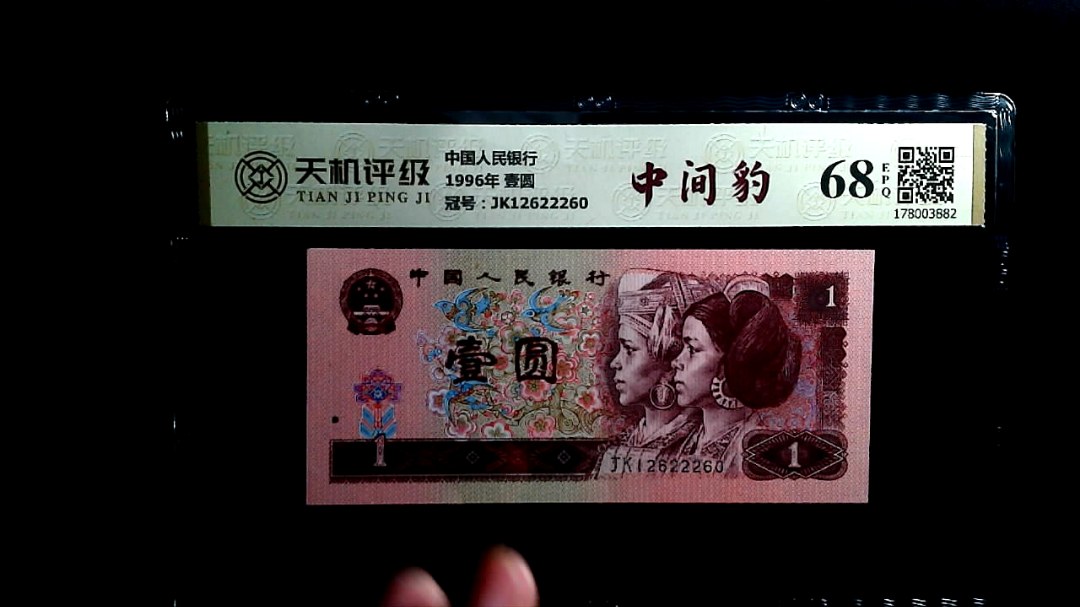 天机评级
TIAN JI PING JI
中国人民银行
1996年 壹圆
冠号：JK12622260
中间豹
68
EPQ
178003882
中國人民银行
壹圆
1
1
1
JK12622260